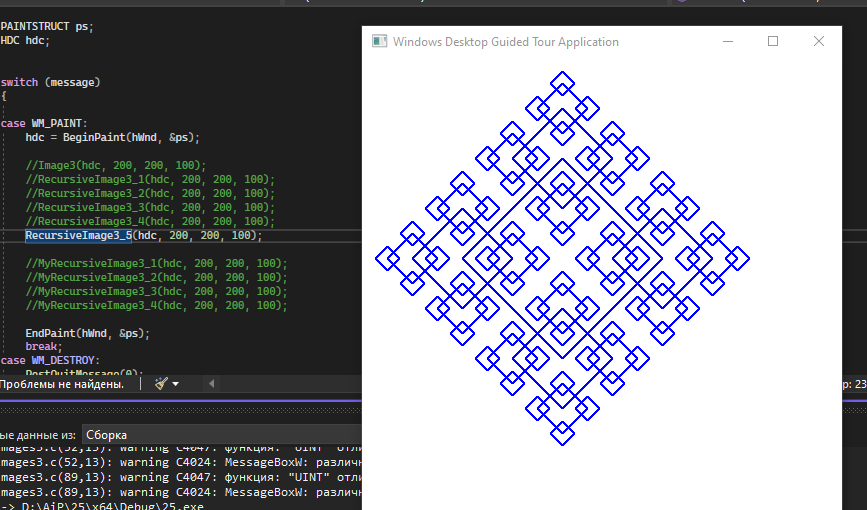 PAINTSTRUCT ps;
HDC hdc;
switch (message)
{
case WM_PAINT:
hdc = BeginPaint(hWnd, &ps);
//Image3(hdc, 200, 200, 100);
//RecursiveImage3_1(hdc, 200, 200, 100);
//RecursiveImage3_2(hdc, 200, 200, 100);
//RecursiveImage3_3(hdc, 200, 200, 100);
//RecursiveImage3_4(hdc, 200, 200, 100);
RecursiveImage3_5(hdc, 200, 200, 100);
//MyRecursiveImage3_1(hdc, 200, 200, 100);
//MyRecursiveImage3_2(hdc, 200, 200, 100);
//MyRecursiveImage3_3(hdc, 200, 200, 100);
//MyRecursiveImage3_4(hdc, 200, 200, 100);
EndPaint(hWnd, &ps);
break;
case WM_DESTROY:
PostQuitMessage(0);
Проблемы не найдены.
ые данные из: Сборка
mages3.c(52,13): warning C4047: функция: "UINT" отли
mages3.c(52,13): warning C4024: MessageBoxW: различн
mages3.c(89,13): warning C4047: функция: "UINT" отли
mages3.c(89,13): warning C4024: MessageBoxW: различн
-> D:\AiP\25\x64\Debug\25.exe
Windows Desktop Guided Tour Application
р: 23